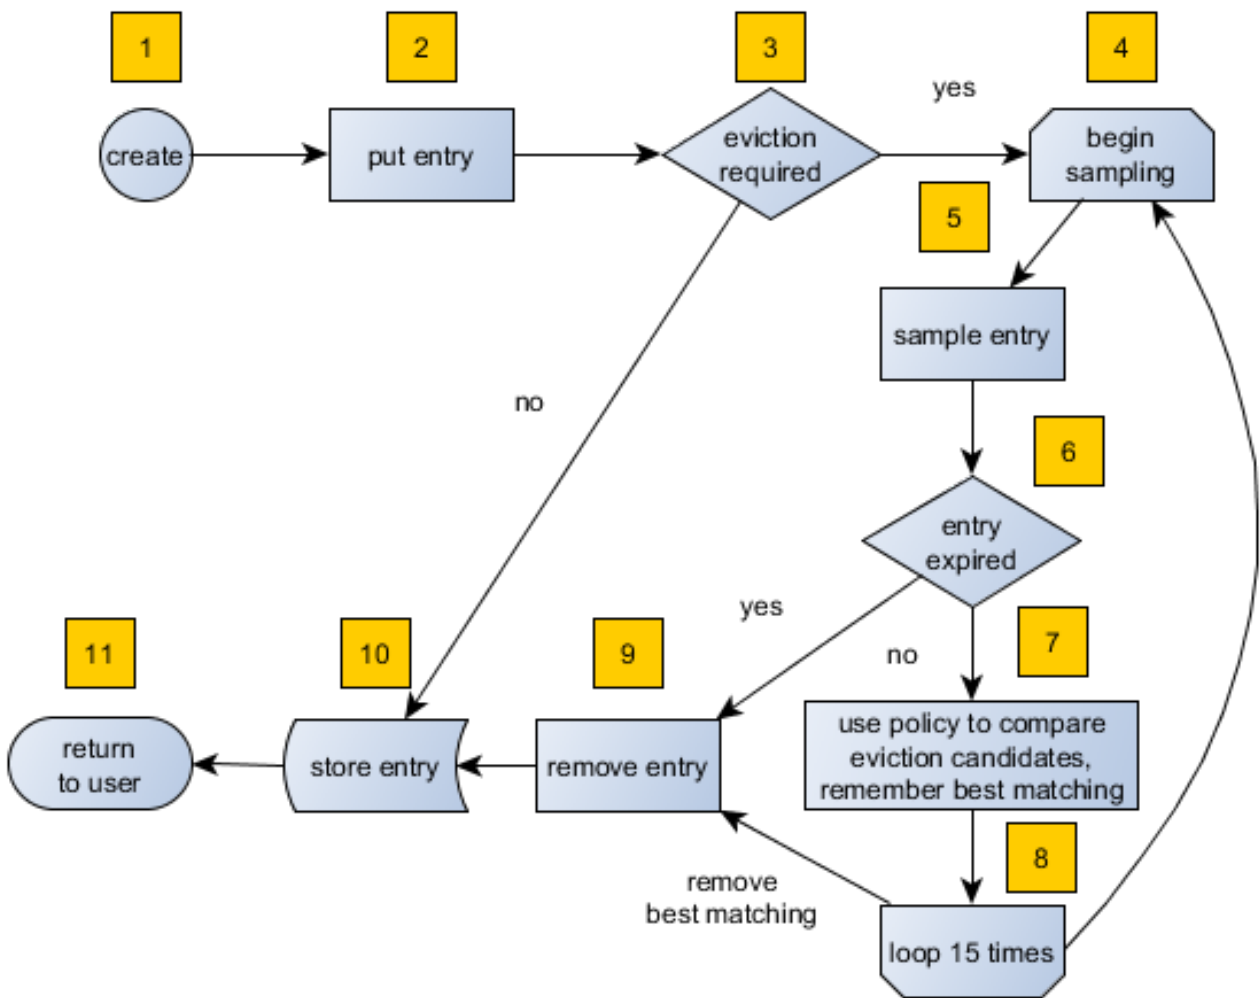 1
2
3
4
yes
create
put entry
eviction
required
begin
sampling
5
sample entry
no
6
entry
expired
yes
no
7
11
10
9
return
to user
store entry
remove entry
use policy to compare
eviction candidates,
remember best matching
8
remove
best matching
loop 15 times